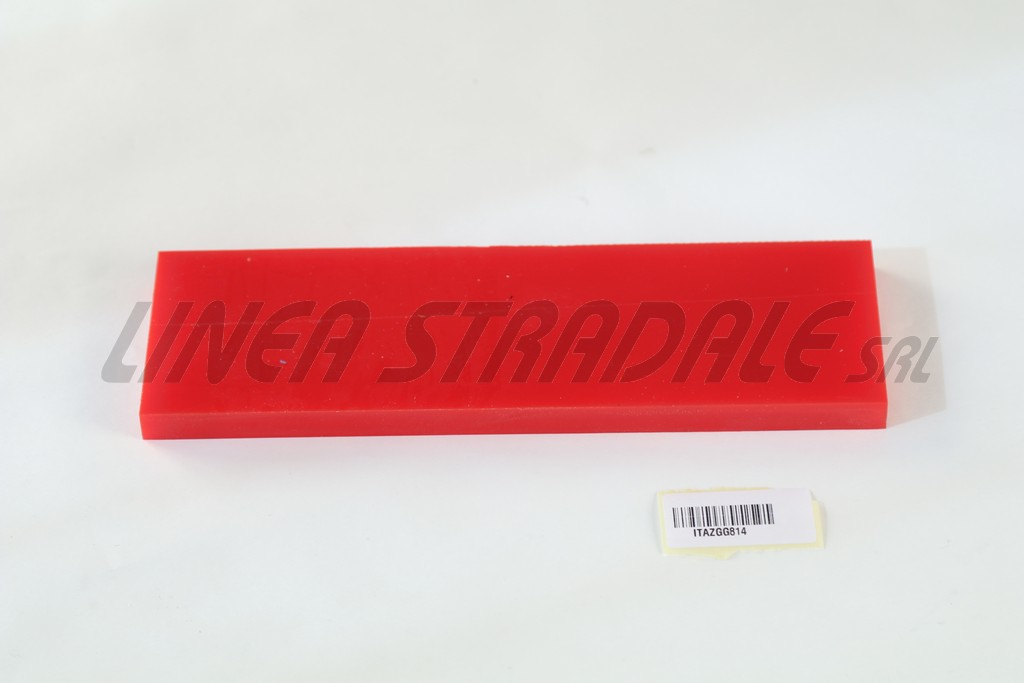 LINEA STRADALE SRL
ITAZGG814